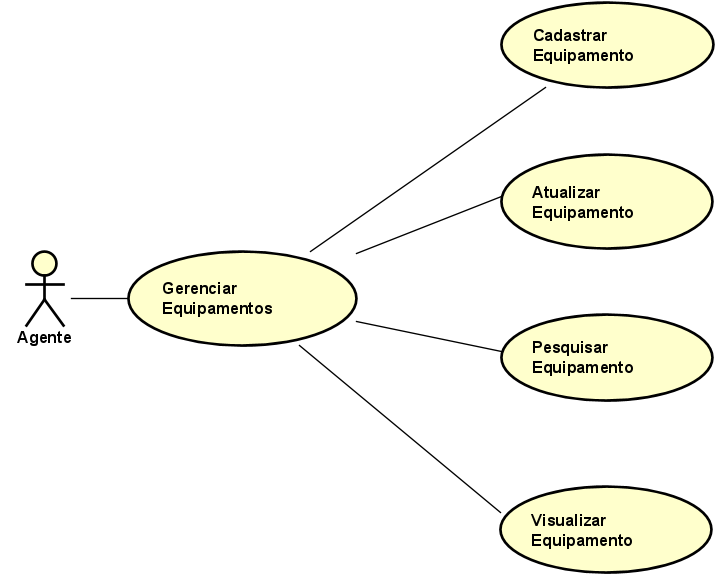 Cadastrar
Equipamento
Atualizar
Equipamento
Gerenciar
Equipamentos
Agente
Pesquisar
Equipamento
Visualizar
Equipamento